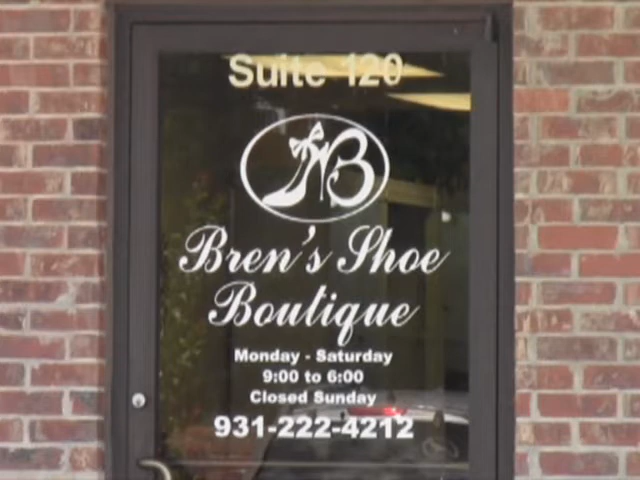 Suite 120
B
Bren's Shoe
Boutique
Monday - Saturday
9:00 to 6:00
Closed Sunday
931-222-4212